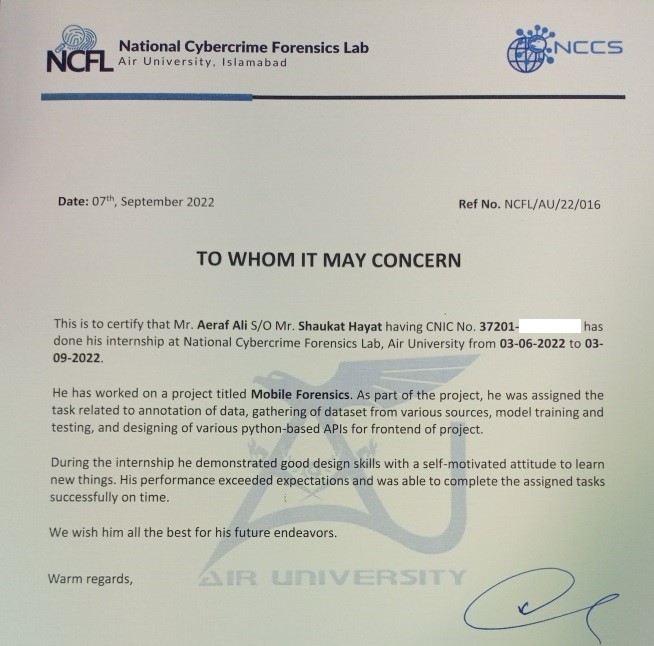 NCFL
National Cybercrime Forensics Lab
Air University, Islamabad
NCCS
Date: 07th, September 2022
Ref No. NCFL/AU/22/016
TO WHOM IT MAY CONCERN
This is to certify that Mr. Aeraf Ali S/O Mr. Shaukat Hayat having CNIC No. 37201- has
done his internship at National Cybercrime Forensics Lab, Air University from 03-06-2022 to 03-
09-2022.
He has worked on a project titled Mobile Forensics. As part of the project, he was assigned the
task related to annotation of data, gathering of dataset from various sources, model training and
testing, and designing of various python-based APIs for frontend of project.
During the internship he demonstrated good design skills with a self-motivated attitude to learn
new things. His performance exceeded expectations and was able to complete the assigned tasks
successfully on time.
We wish him all the best for his future endeavors.
Warm regards,
AIR UNIVERSITY